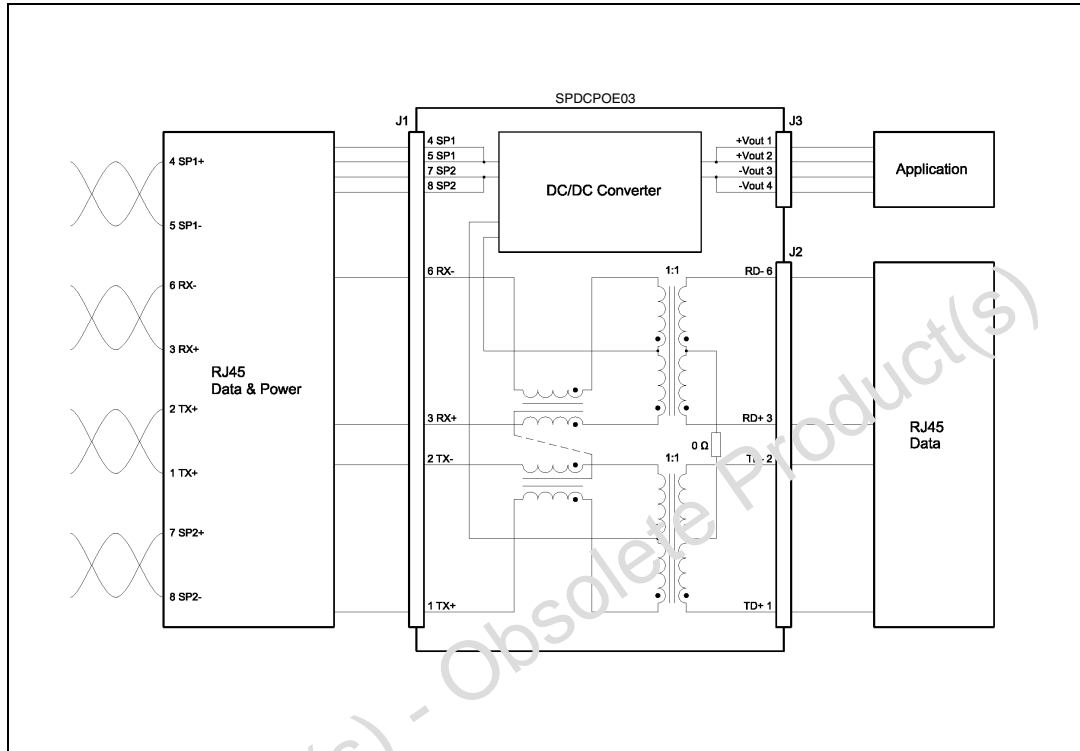 SPDCPOE03
J1
J3
4 SP1+
5 SP1-
6 RX-
3 RX+
RJ45
Data & Power
2 TX+
1 TX+
7 SP2+
8 SP2-
4 SP1
5 SP1
7 SP2
8 SP2
DC/DC Converter
+Vout 1
+Vout 2
-Vout 3
-Vout 4
Application
J2
6 RX-
1:1
RD- 6
3 RX+
RD+ 3
0 Ω
2 TX-
1:1
- 2
1 TX+
TD+ 1
RJ45
Data
(s) - Obsolete Product(s)